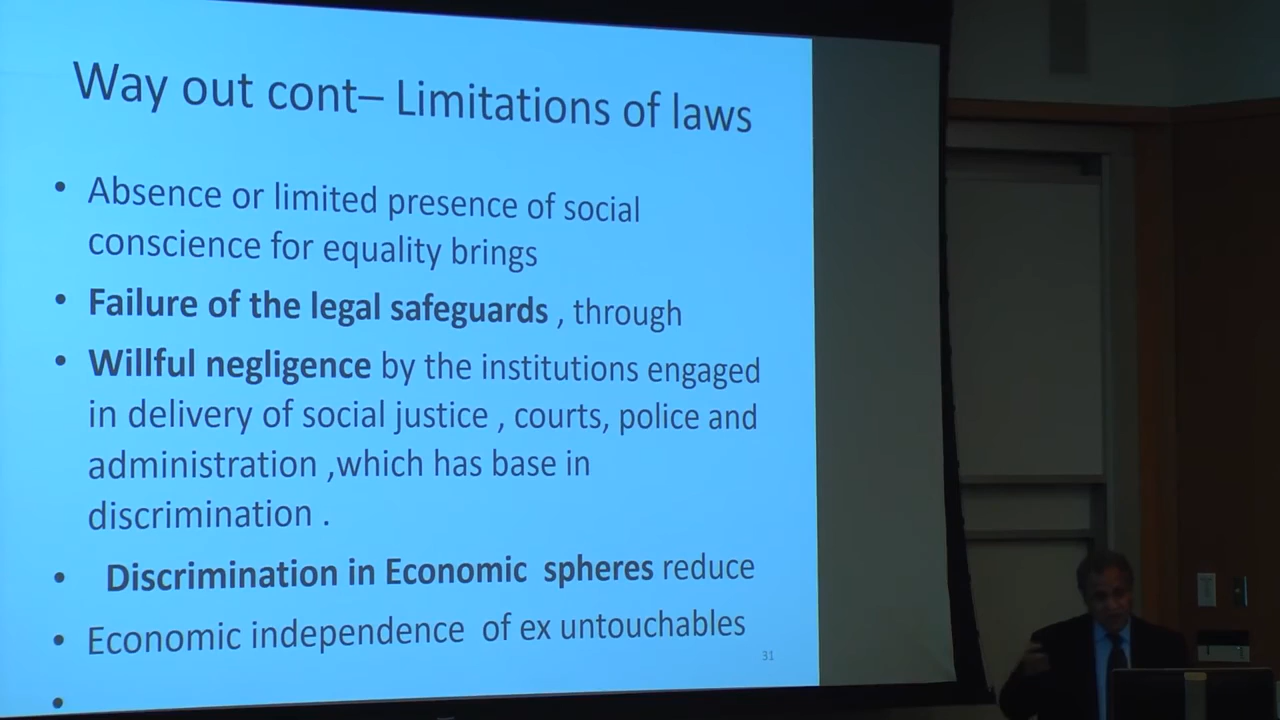 Way out cont– Limitations of laws
• Absence or limited presence of social
conscience for equality brings
• Failure of the legal safeguards , through
• Willful negligence by the institutions engaged
in delivery of social justice , courts, police and
administration ,which has base in
discrimination .
• Discrimination in Economic spheres reduce
• Economic independence of ex untouchables
31
•